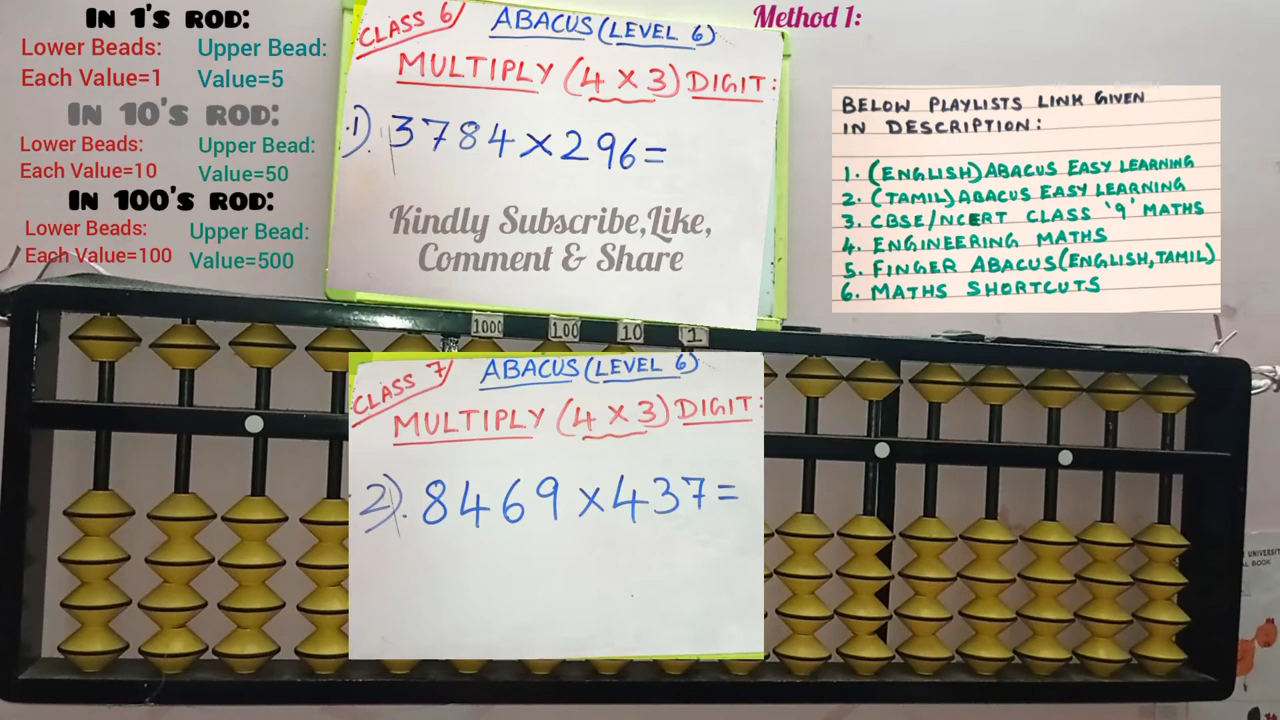 In 1's rod:
Lower Beads: Upper Bead:
Each Value=1 Value=5
In 10's rod:
Lower Beads: Upper Bead:
Each Value=10 Value=50
In 100's rod:
Lower Beads: Upper Bead:
Each Value=100 Value=500
CLASS 6 ABACUS (LEVEL 6)
MULTIPLY (4 X 3) DIGIT:
1). 3784×296=
Kindly Subscribe,Like,
Comment & Share
Method 1:
BELOW PLAYLISTS LINK GIVEN
IN DESCRIPTION:
1. (ENGLISH) ABACUS EASY LEARNING
2. (TAMIL) ABACUS EASY LEARNING
3. CBSE/NCERT CLASS '9' MATHS
4. ENGINEERING MATHS
5. FINGER ABACUS (ENGLISH, TAMIL)
6. MATHS SHORTCUTS
1000 100 10 1
CLASS 7 ABACUS (LEVEL 6)
MULTIPLY (4 X 3) DIGIT:
2). 8469×437=
UNIVERSIT
BOOK